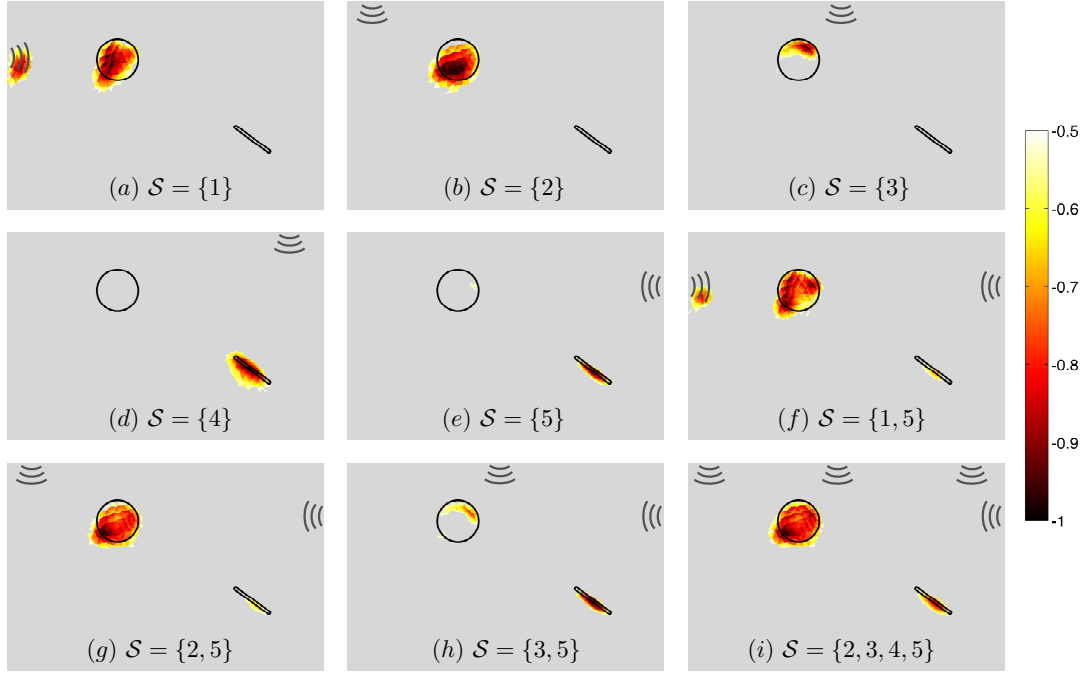 (a) 𝒮 = {1}
(b) 𝒮 = {2}
(c) 𝒮 = {3}
-0.5
-0.6
-0.7
-0.8
-0.9
-1
(d) 𝒮 = {4}
(e) 𝒮 = {5}
(f) 𝒮 = {1, 5}
(g) 𝒮 = {2, 5}
(h) 𝒮 = {3, 5}
(i) 𝒮 = {2, 3, 4, 5}